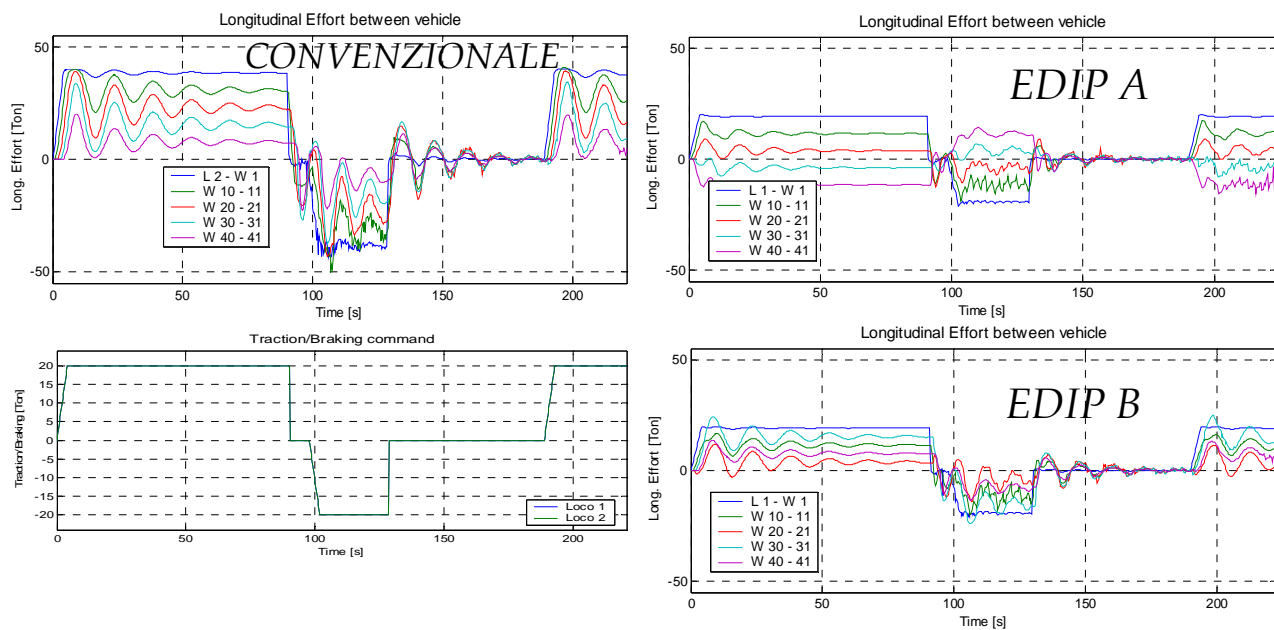 Longitudinal Effort between vehicle
CONVENZIONALE
Long. Effort [Ton]
50
0
-50
L 2 - W 1
W 10 - 11
W 20 - 21
W 30 - 31
W 40 - 41
0 50 100 150 200
Time [s]
Longitudinal Effort between vehicle
EDIP A
Long. Effort [Ton]
50
0
-50
L 1 - W 1
W 10 - 11
W 20 - 21
W 30 - 31
W 40 - 41
0 50 100 150 200
Time [s]
Traction/Braking command
Traction/Braking [Ton]
20
15
10
5
0
-5
-10
-15
-20
Loco 1
Loco 2
0 50 100 150 200
Time [s]
Longitudinal Effort between vehicle
EDIP B
Long. Effort [Ton]
50
0
-50
L 1 - W 1
W 10 - 11
W 20 - 21
W 30 - 31
W 40 - 41
0 50 100 150 200
Time [s]